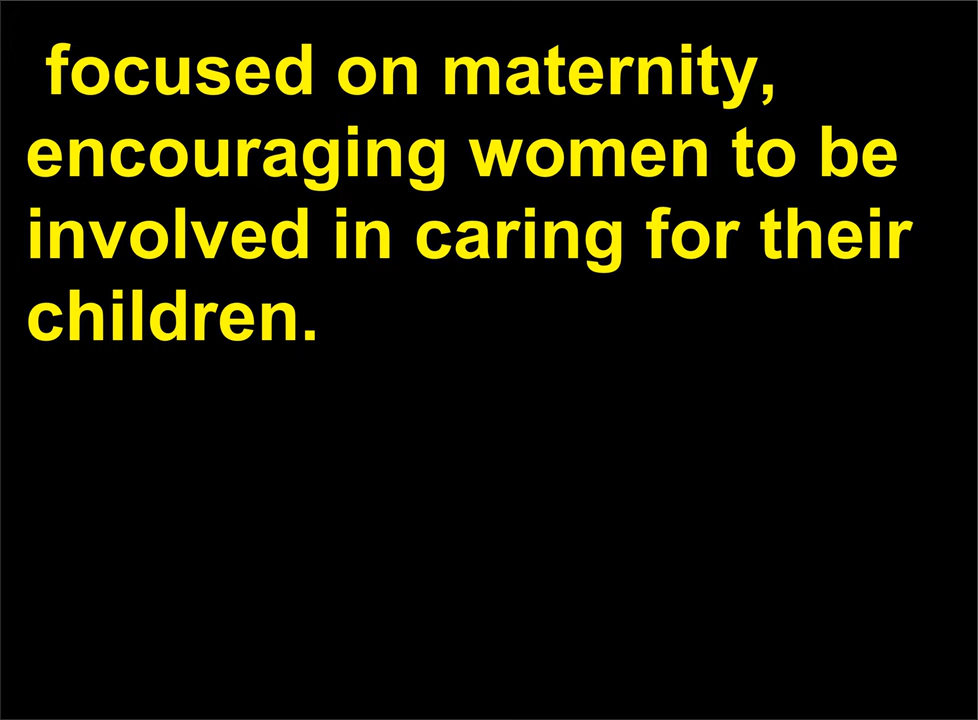 focused on maternity,
encouraging women to be
involved in caring for their
children.